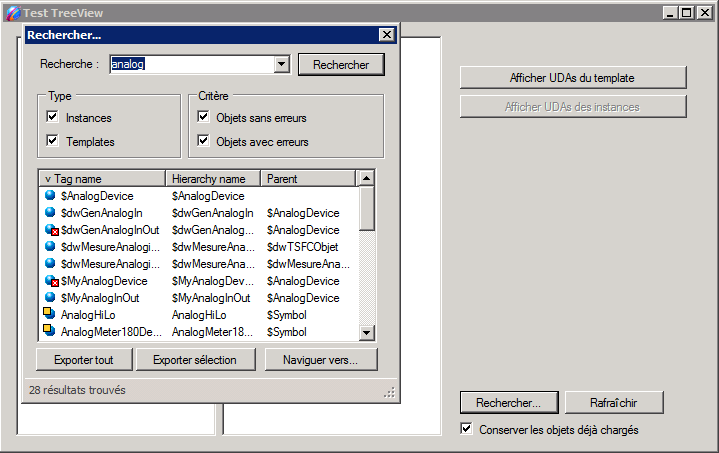 Test TreeView
Rechercher...
Recherche :
analog
Rechercher
Type
Critère
Instances
Objets sans erreurs
Templates
Objets avec erreurs
v Tag name Hierarchy name Parent
$AnalogDevice $AnalogDevice
$dwGenAnalogIn $dwGenAnalogIn $AnalogDevice
$dwGenAnalogInOut $dwGenAnalog... $AnalogDevice
$dwMesureAnalogi... $dwMesureAna... $dwTSFCObjet
$dwMesureAnalogi... $dwMesureAna... $dwMesureAna...
$MyAnalogDevice $MyAnalogDev... $AnalogDevice
$MyAnalogInOut $MyAnalogInOut $AnalogDevice
AnalogHiLo AnalogHiLo $Symbol
AnalogMeter180De... AnalogMeter18... $Symbol
Exporter tout
Exporter sélection
Naviguer vers...
28 résultats trouvés
Afficher UDAs du template
Afficher UDAs des instances
Rechercher...
Rafraîchir
Conserver les objets déjà chargés